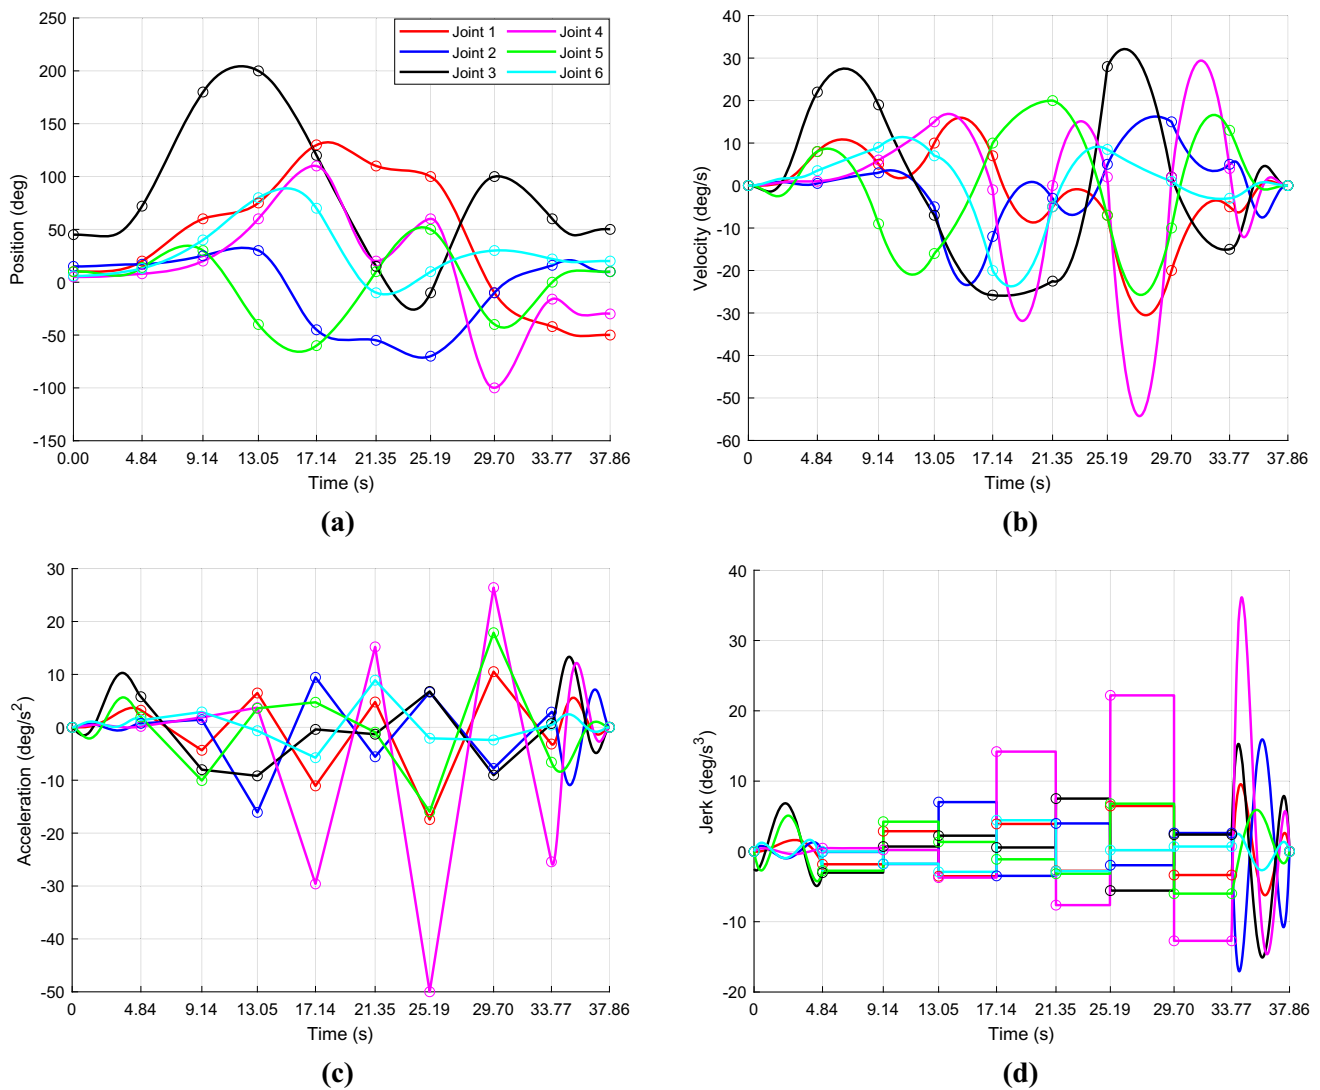 250
200
150
100
50
0
-50
-100
-150
Position (deg)
Joint 1 Joint 4
Joint 2 Joint 5
Joint 3 Joint 6
0.00 4.84 9.14 13.05 17.14 21.35 25.19 29.70 33.77 37.86
Time (s)
(a)
40
30
20
10
0
-10
-20
-30
-40
-50
-60
Velocity (deg/s)
0 4.84 9.14 13.05 17.14 21.35 25.19 29.70 33.77 37.86
Time (s)
(b)
30
20
10
0
-10
-20
-30
-40
-50
Acceleration (deg/s²)
0 4.84 9.14 13.05 17.14 21.35 25.19 29.70 33.77 37.86
Time (s)
(c)
40
30
20
10
0
-10
-20
Jerk (deg/s³)
0 4.84 9.14 13.05 17.14 21.35 25.19 29.70 33.77 37.86
Time (s)
(d)